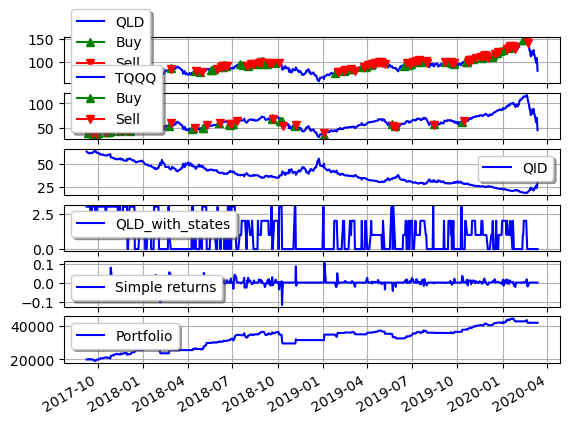 QLD
Buy
Sell
150
100
TQQQ
Buy
Sell
100
50
QID
50
25
QLD_with_states
2.5
0.0
Simple returns
0.1
0.0
−0.1
Portfolio
40000
20000
2017-10 2018-01 2018-04 2018-07 2018-10 2019-01 2019-04 2019-07 2019-10 2020-01 2020-04